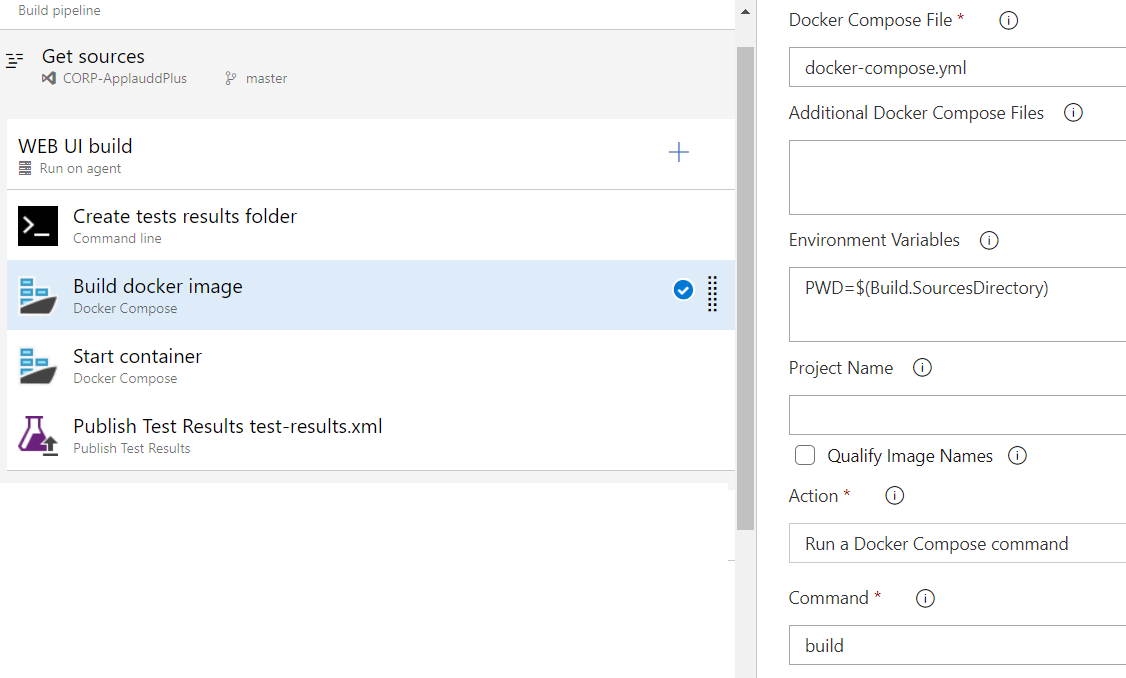 Build pipeline
Get sources
CORP-ApplauddPlus master
WEB UI build
Run on agent
Create tests results folder
Command line
Build docker image
Docker Compose
Start container
Docker Compose
Publish Test Results test-results.xml
Publish Test Results
Docker Compose File *
docker-compose.yml
Additional Docker Compose Files
Environment Variables
PWD=$(Build.SourcesDirectory)
Project Name
Qualify Image Names
Action *
Run a Docker Compose command
Command *
build